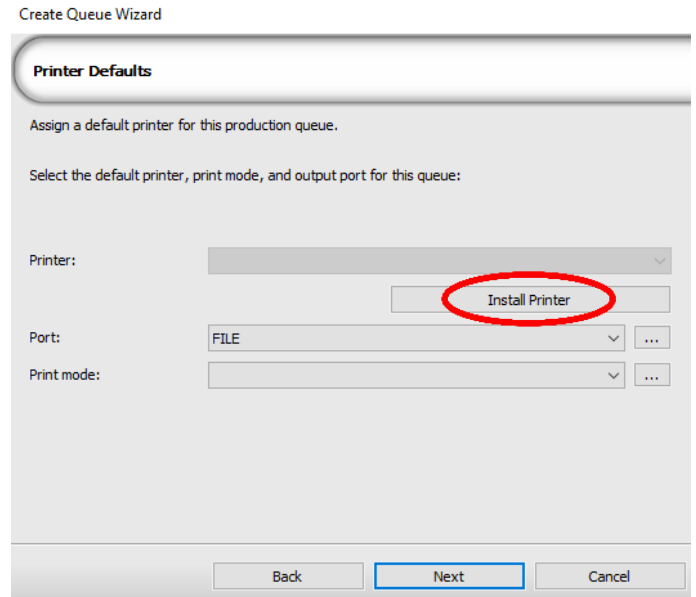 Create Queue Wizard
Printer Defaults
Assign a default printer for this production queue.
Select the default printer, print mode, and output port for this queue:
Printer:
Install Printer
Port:
FILE
...
Print mode:
...
Back
Next
Cancel